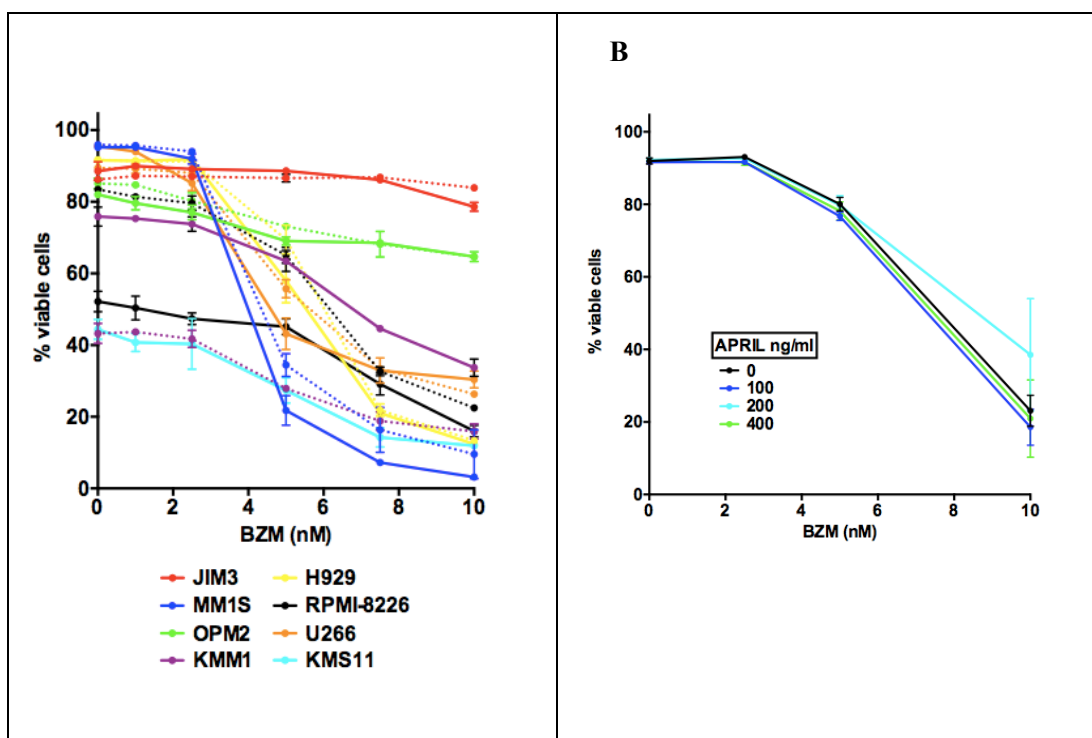 100
80
60
40
20
0
% viable cells
0 2 4 6 8 10
BZM (nM)
JIM3 H929
MM1S RPMI-8226
OPM2 U266
KMM1 KMS11
B
100
80
60
40
20
0
% viable cells
APRIL ng/ml
0
100
200
400
0 2 4 6 8 10
BZM (nM)